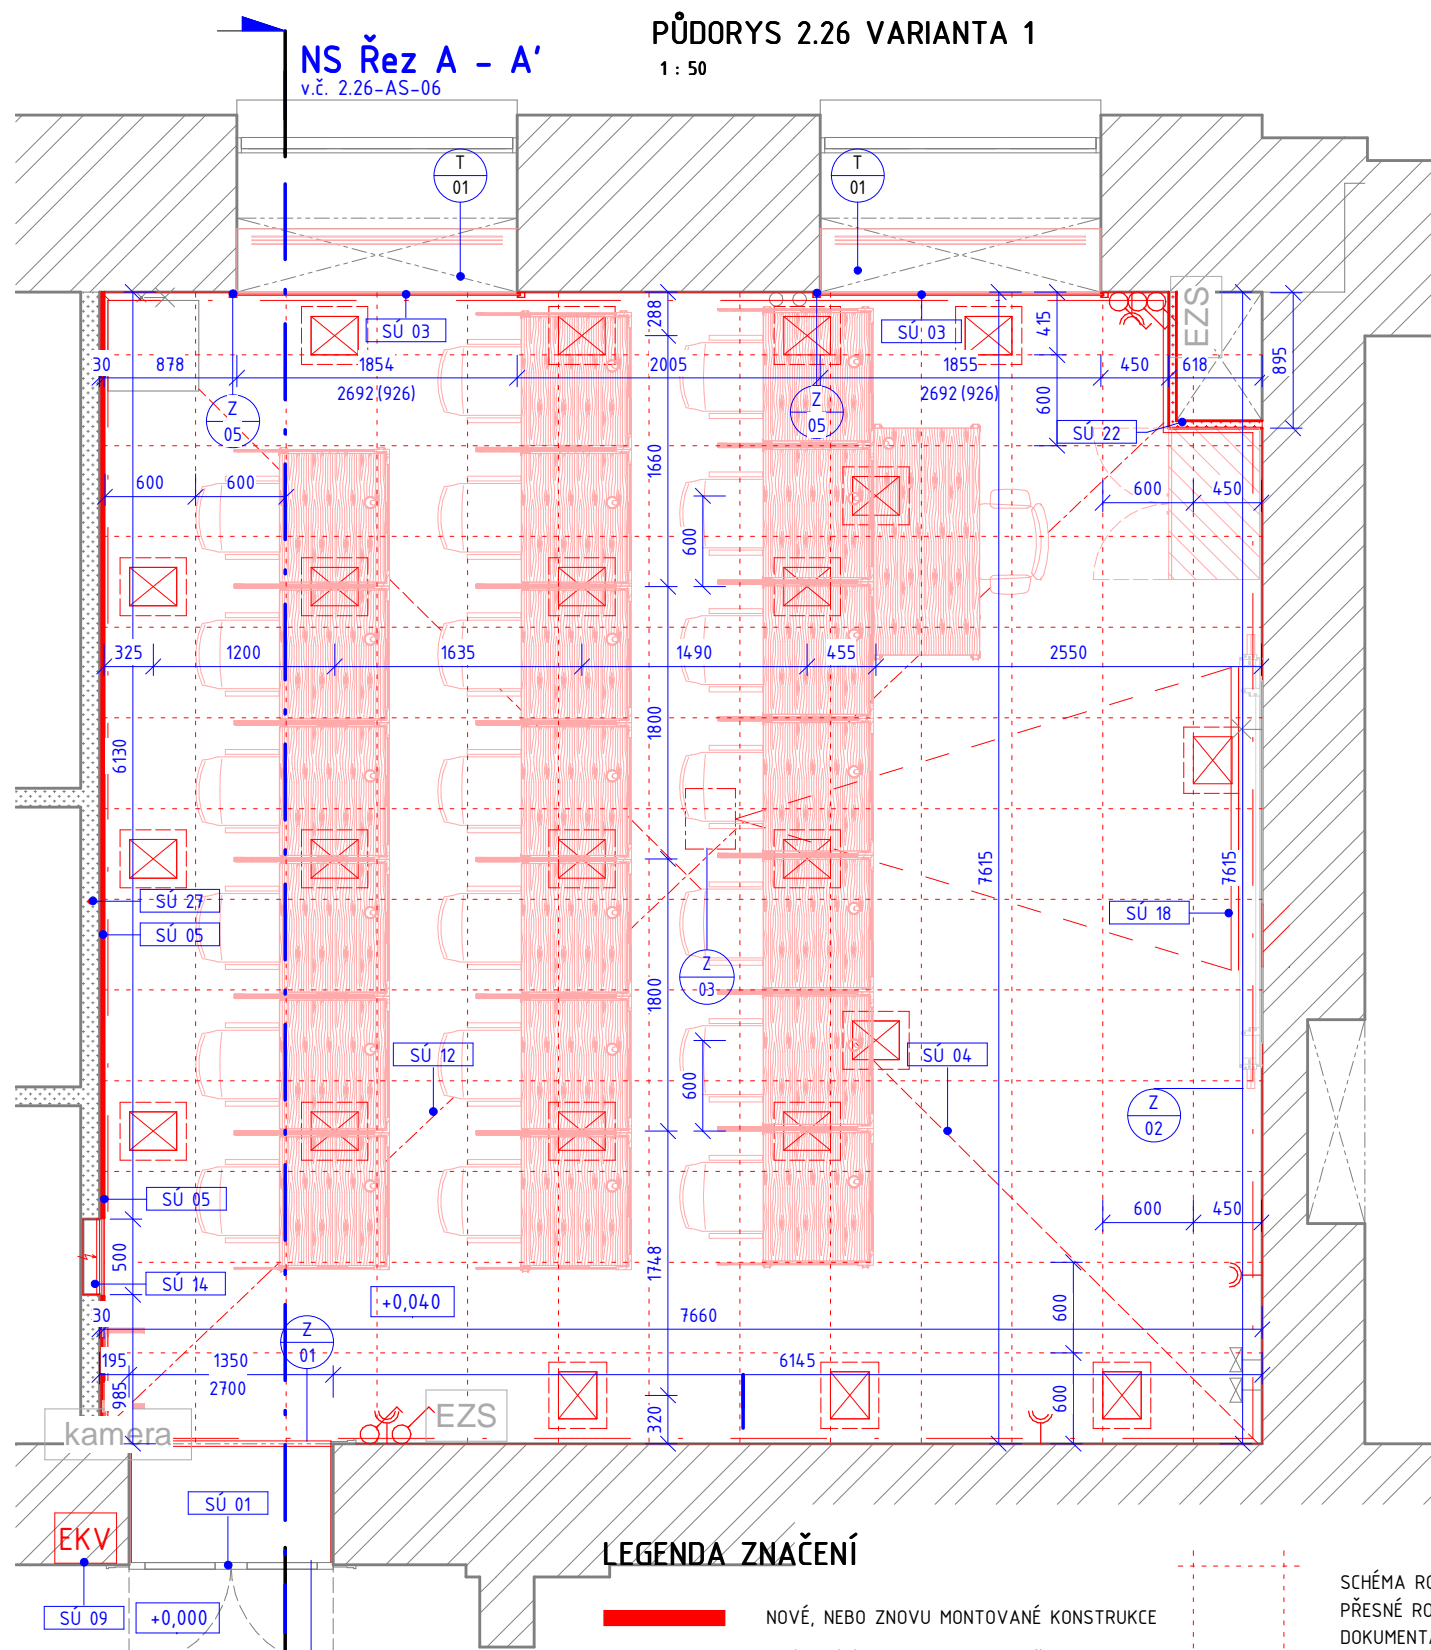 PŮDORYS 2.26 VARIANTA 1
1 : 50
NS Řez A - A'
v.č. 2.26-AS-06
T
01
T
01
EZS
SÚ 03
SÚ 03
288
415
30
878
1854
2005
1855
450
618
895
2692 (926)
2692 (926)
600
Z
05
Z
05
SÚ 22
1660
600
600
600
450
600
325
1200
1635
1490
455
2550
6130
1800
7615
7615
SÚ 27
SÚ 05
SÚ 18
Z
03
1800
SÚ 12
SÚ 04
600
Z
02
SÚ 05
600
450
500
1748
SÚ 14
+0,040
600
30
7660
Z
01
195
1350
6145
2700
985
600
320
EZS
kamera
SÚ 01
EKV
LEGENDA ZNAČENÍ
SÚ 09
+0,000
NOVÉ, NEBO ZNOVU MONTOVANÉ KONSTRUKCE
SCHÉMA
PŘESNÉ